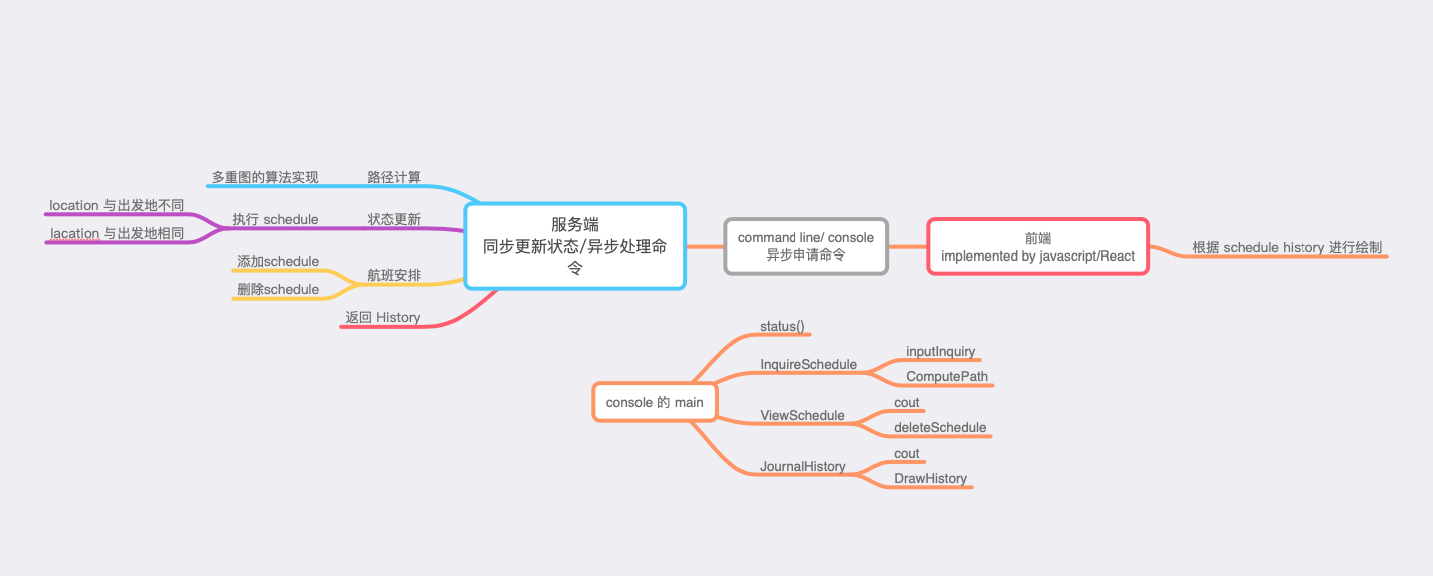 多重图的算法实现
路径计算
location 与出发地不同
lacation 与出发地相同
执行 schedule
状态更新
添加schedule
删除schedule
航班安排
返回 History
服务端
同步更新状态/异步处理命
令
command line/ console
异步申请命令
前端
implemented by javascript/React
根据 schedule history 进行绘制
console 的 main
status()
InquireSchedule
inputInquiry
ComputePath
ViewSchedule
cout
deleteSchedule
JournalHistory
cout
DrawHistory